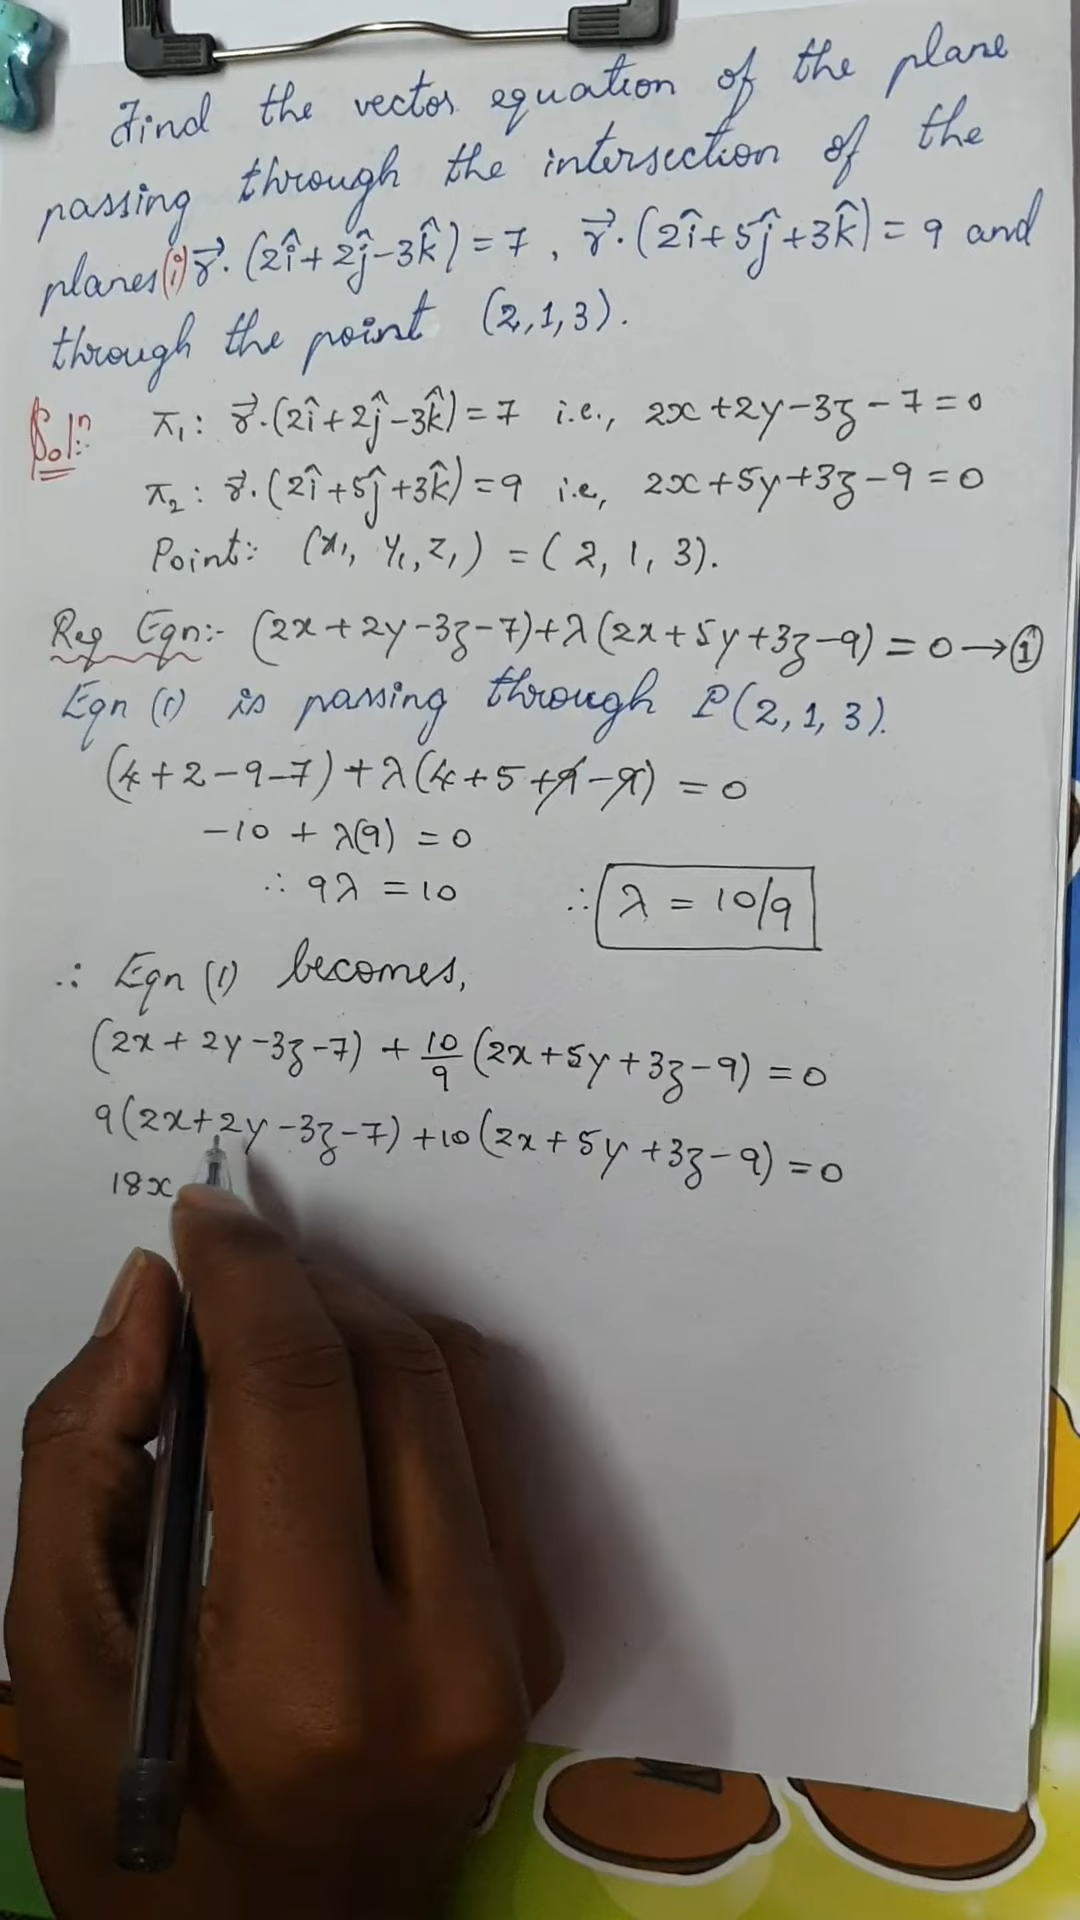 Find the vector equation of the plane
passing through the intersection of the
planes (i) r⃗.(2î+2ĵ-3k̂)=7, r⃗.(2î+5ĵ+3k̂)=9 and
through the point (2,1,3).
Soln:- π₁: r⃗.(2î+2ĵ-3k̂)=7 i.e., 2x+2y-3z-7=0
π₂: r⃗.(2î+5ĵ+3k̂)=9 i.e, 2x+5y+3z-9=0
Point:- (x₁, y₁, z₁) = (2, 1, 3).
Req Eqn:- (2x+2y-3z-7)+λ(2x+5y+3z-9)=0→①
Eqn (1) is passing through P(2,1,3).
(4+2-9-7)+λ(4+5+9-9)=0
-10 + λ(9) = 0
∴ 9λ = 10 ∴ λ = 10/9
∴ Eqn (1) becomes,
(2x+2y-3z-7) + 10/9 (2x+5y+3z-9) = 0
9(2x+2y-3z-7)+10(2x+5y+3z-9)=0
18x